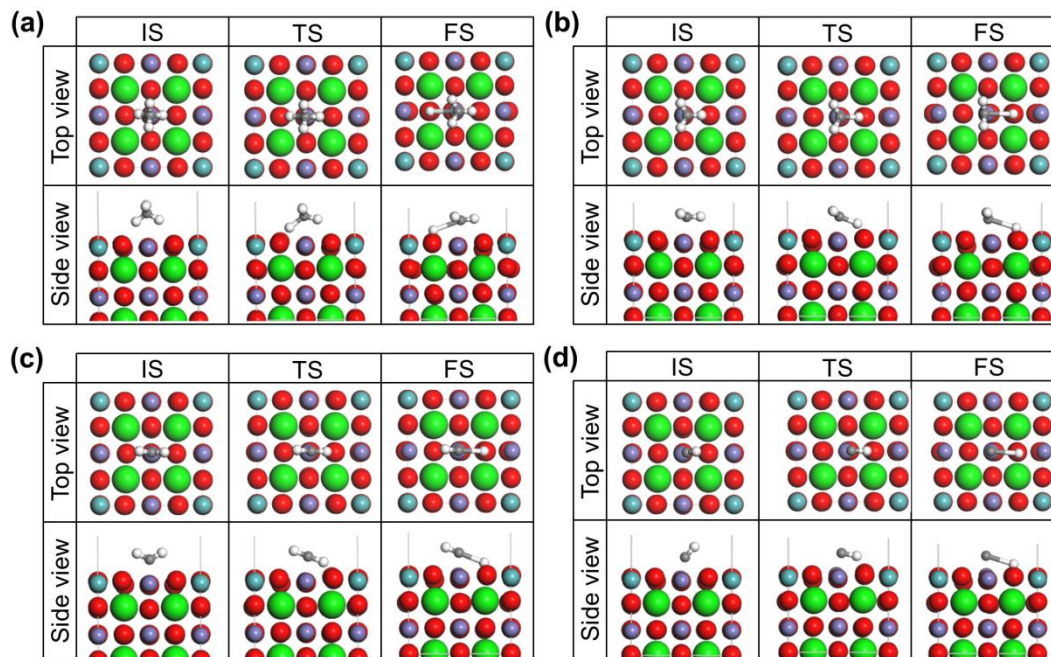 (a)
IS TS FS
Top view
Side view
(b)
IS TS FS
Top view
Side view
(c)
IS TS FS
Top view
Side view
(d)
IS TS FS
Top view
Side view